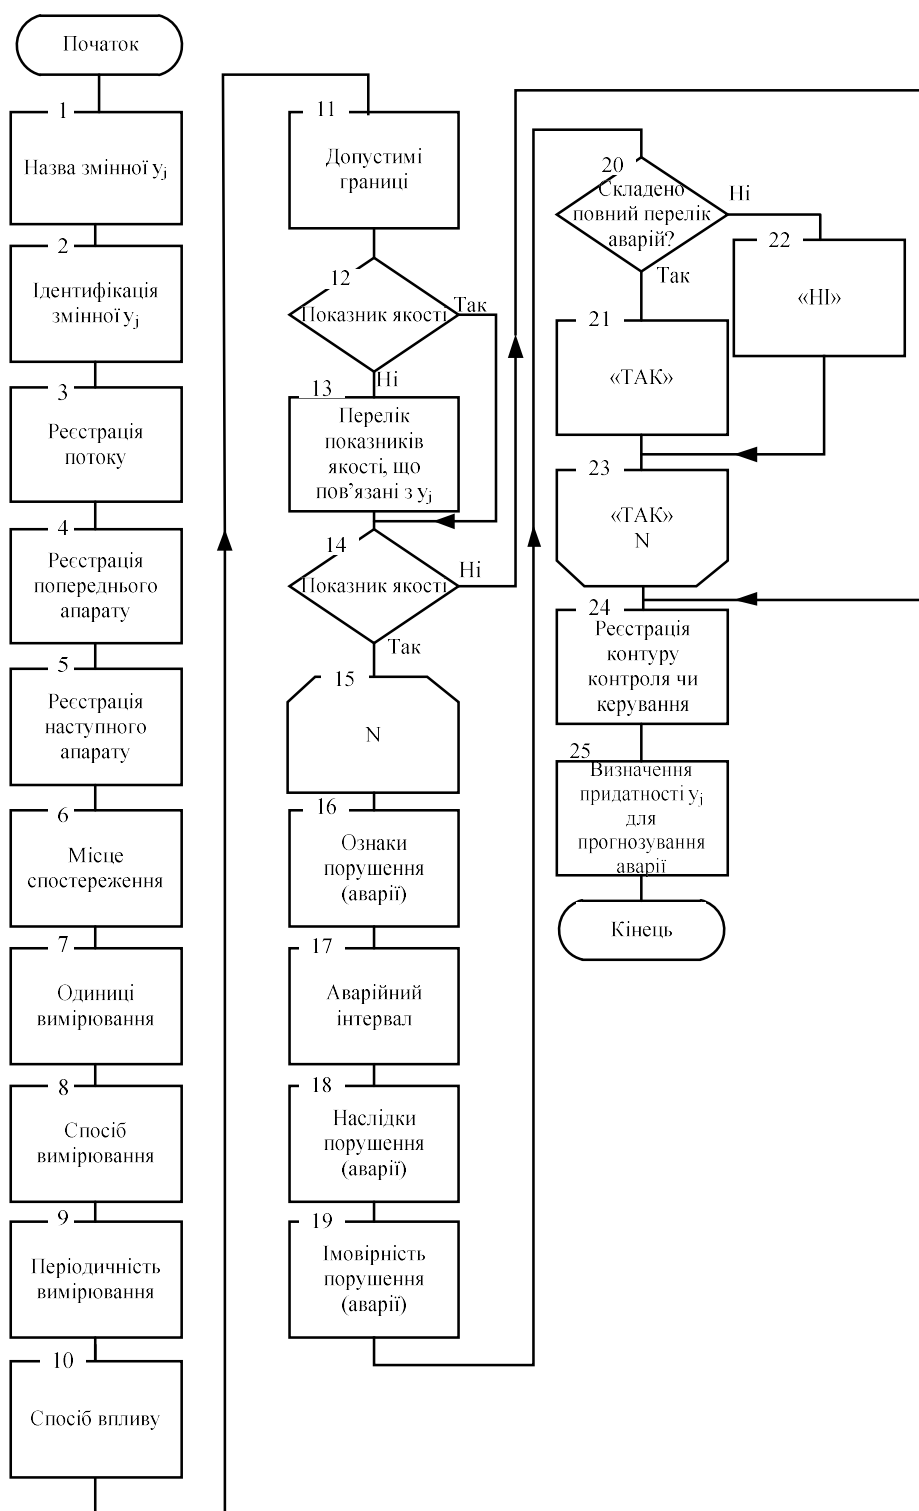 Початок
1
Назва змінної yj
2
Ідентифікація
змінної yj
3
Реєстрація
потоку
4
Реєстрація
попереднього
апарату
5
Реєстрація
наступного
апарату
6
Місце
спостереження
7
Одиниці
вимірювання
8
Спосіб
вимірювання
9
Періодичність
вимірювання
10
Спосіб впливу
11
Допустимі
границі
12
Показник якості
Так
Ні
13
Перелік
показників
якості, що
пов’язані з yj
14
Показник якості
Ні
Так
15
N
16
Ознаки
порушення
(аварії)
17
Аварійний
інтервал
18
Наслідки
порушення
(аварії)
19
Імовірність
порушення
(аварії)
20
Складено
повний перелік
аварій?
Ні
Так
21
«ТАК»
22
«НІ»
23
«ТАК»
N
24
Реєстрація
контуру
контроля чи
керування
25
Визначення
придатності yj
для
прогнозування
аварії
Кінець